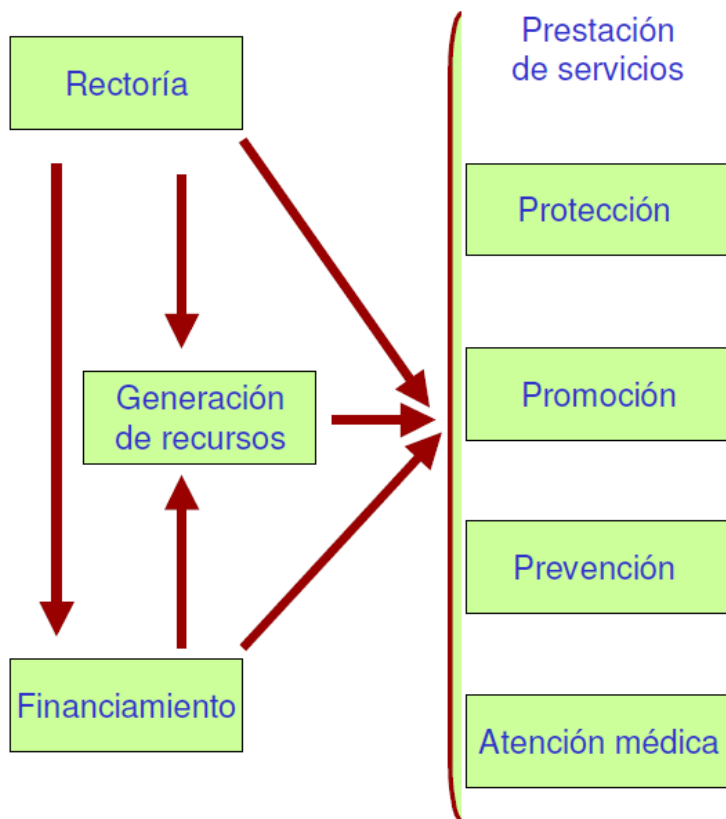 Rectoría
Generación
de recursos
Financiamiento
Prestación
de servicios
Protección
Promoción
Prevención
Atención médica